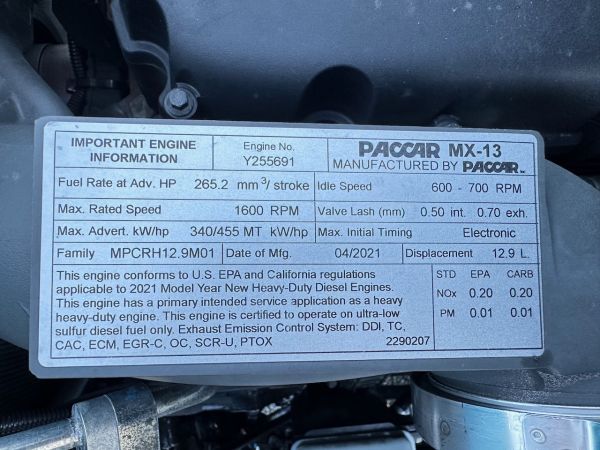 IMPORTANT ENGINE INFORMATION
Engine No. Y255691
PACCAR MX-13
MANUFACTURED BY PACCAR INC
Fuel Rate at Adv. HP 265.2 mm³/ stroke
Idle Speed 600 - 700 RPM
Max. Rated Speed 1600 RPM
Valve Lash (mm) 0.50 int. 0.70 exh.
Max. Advert. kW/hp 340/455 MT kW/hp
Max. Initial Timing Electronic
Family MPCRH12.9M01
Date of Mfg. 04/2021
Displacement 12.9 L.
This engine conforms to U.S. EPA and California regulations
applicable to 2021 Model Year New Heavy-Duty Diesel Engines.
This engine has a primary intended service application as a heavy
heavy-duty engine. This engine is certified to operate on ultra-low
sulfur diesel fuel only. Exhaust Emission Control System: DDI, TC,
CAC, ECM, EGR-C, OC, SCR-U, PTOX 2290207
STD EPA CARB
NOx 0.20 0.20
PM 0.01 0.01